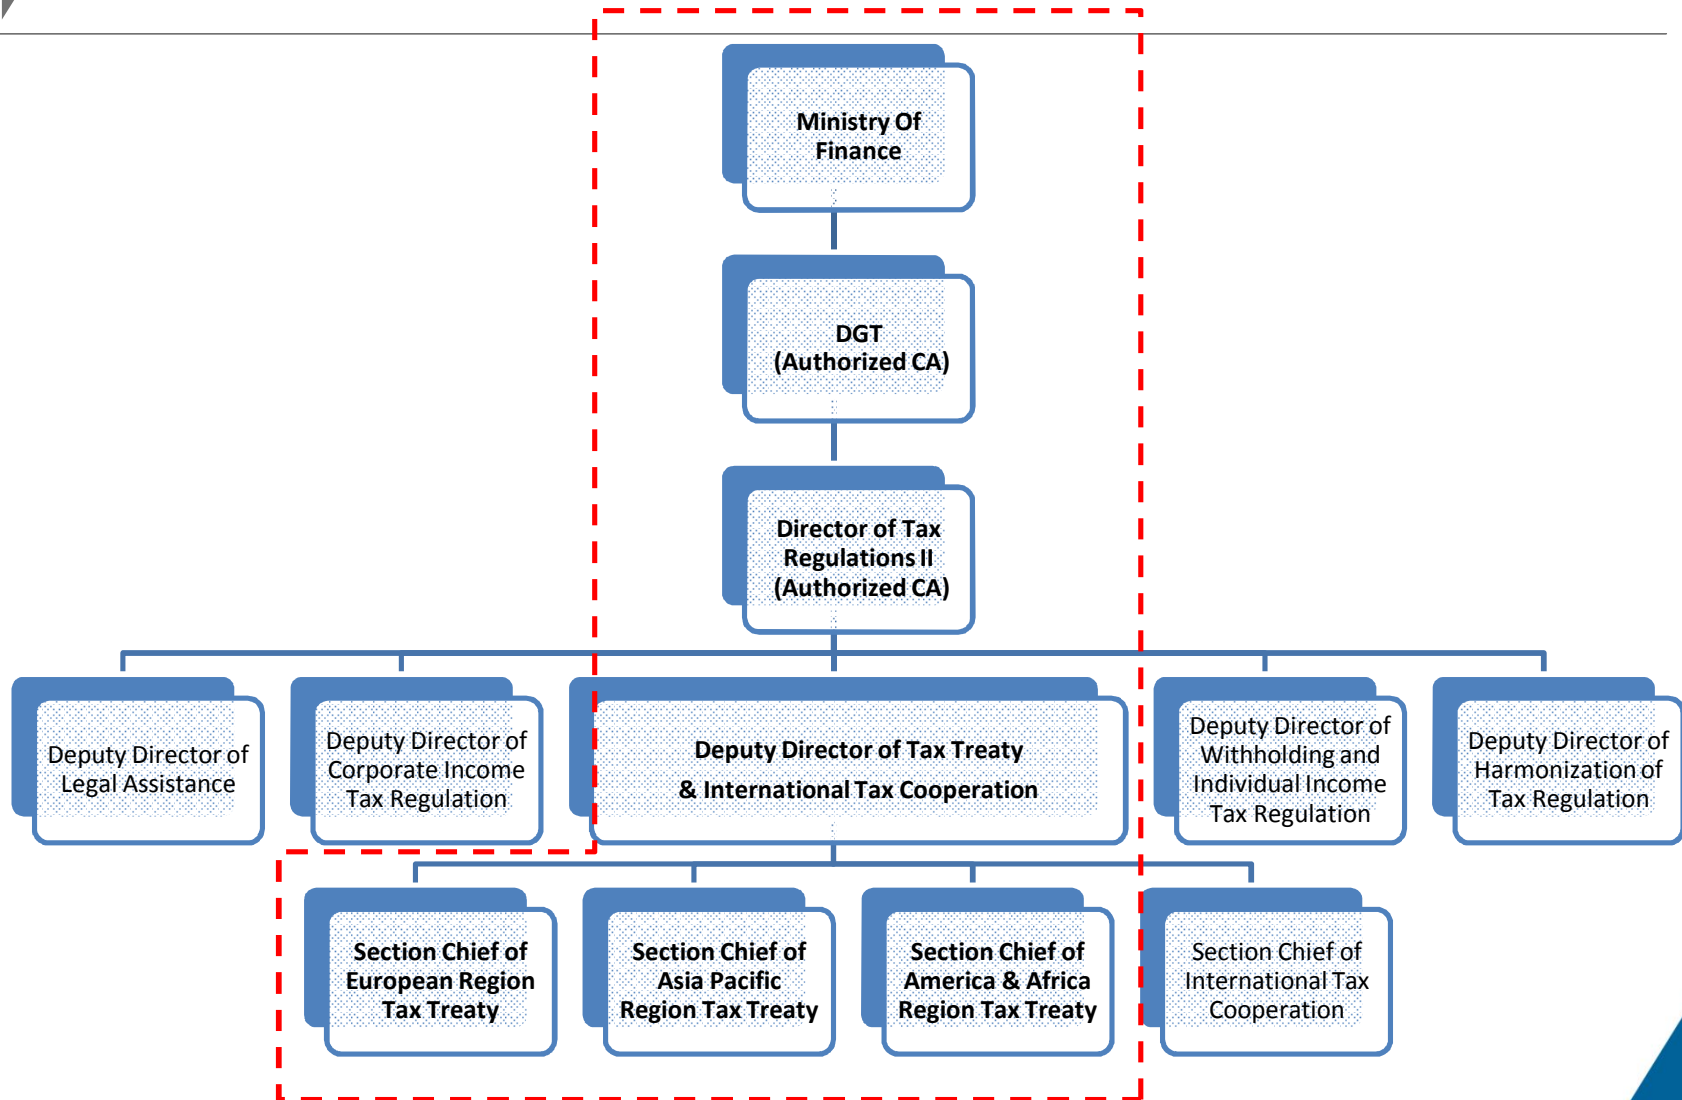 Ministry Of
Finance
DGT
(Authorized CA)
Director of Tax
Regulations II
(Authorized CA)
Deputy Director of
Legal Assistance
Deputy Director of
Corporate Income
Tax Regulation
Deputy Director of Tax Treaty
& International Tax Cooperation
Deputy Director of
Withholding and
Individual Income
Tax Regulation
Deputy Director of
Harmonization of
Tax Regulation
Section Chief of
European Region
Tax Treaty
Section Chief of
Asia Pacific
Region Tax Treaty
Section Chief of
America & Africa
Region Tax Treaty
Section Chief of
International Tax
Cooperation